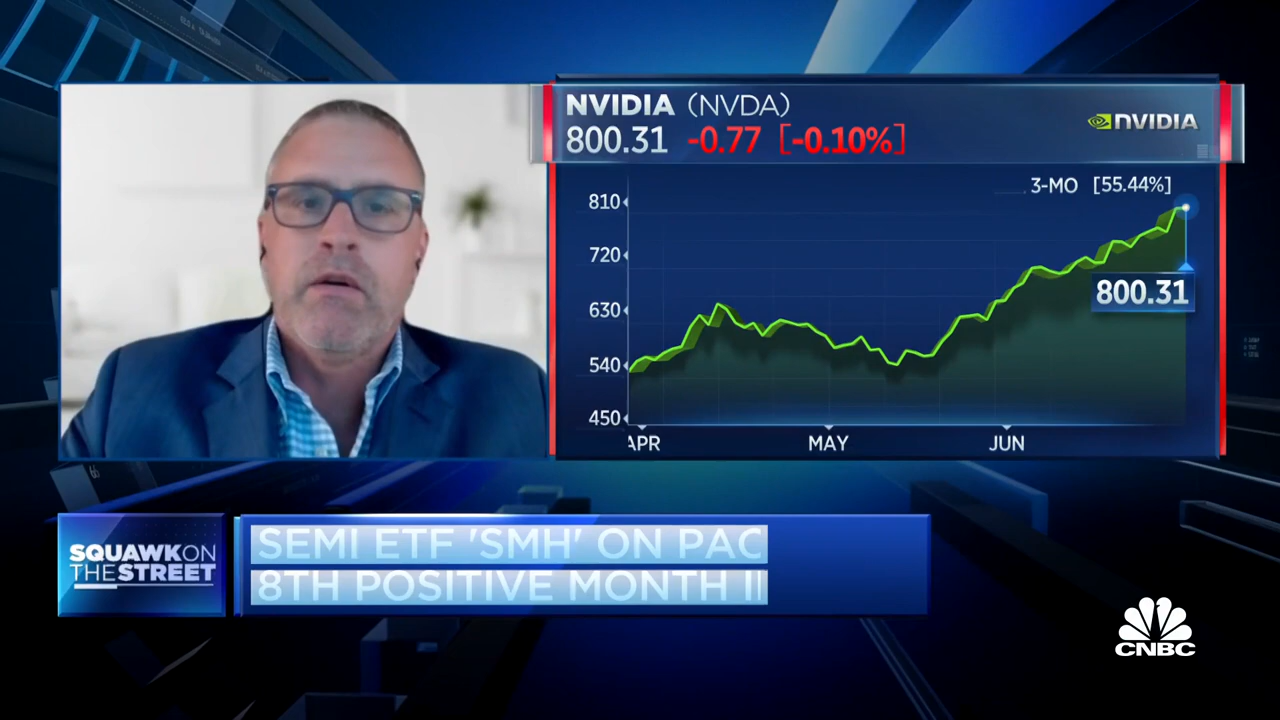 NVIDIA (NVDA)
800.31 -0.77 [-0.10%]
NVIDIA
3-MO [55.44%]
810
720
630
540
450
800.31
APR MAY JUN
SQUAWK ON
THE STREET
SEMI ETF 'SMH' ON PAC
8TH POSITIVE MONTH I
CNBC